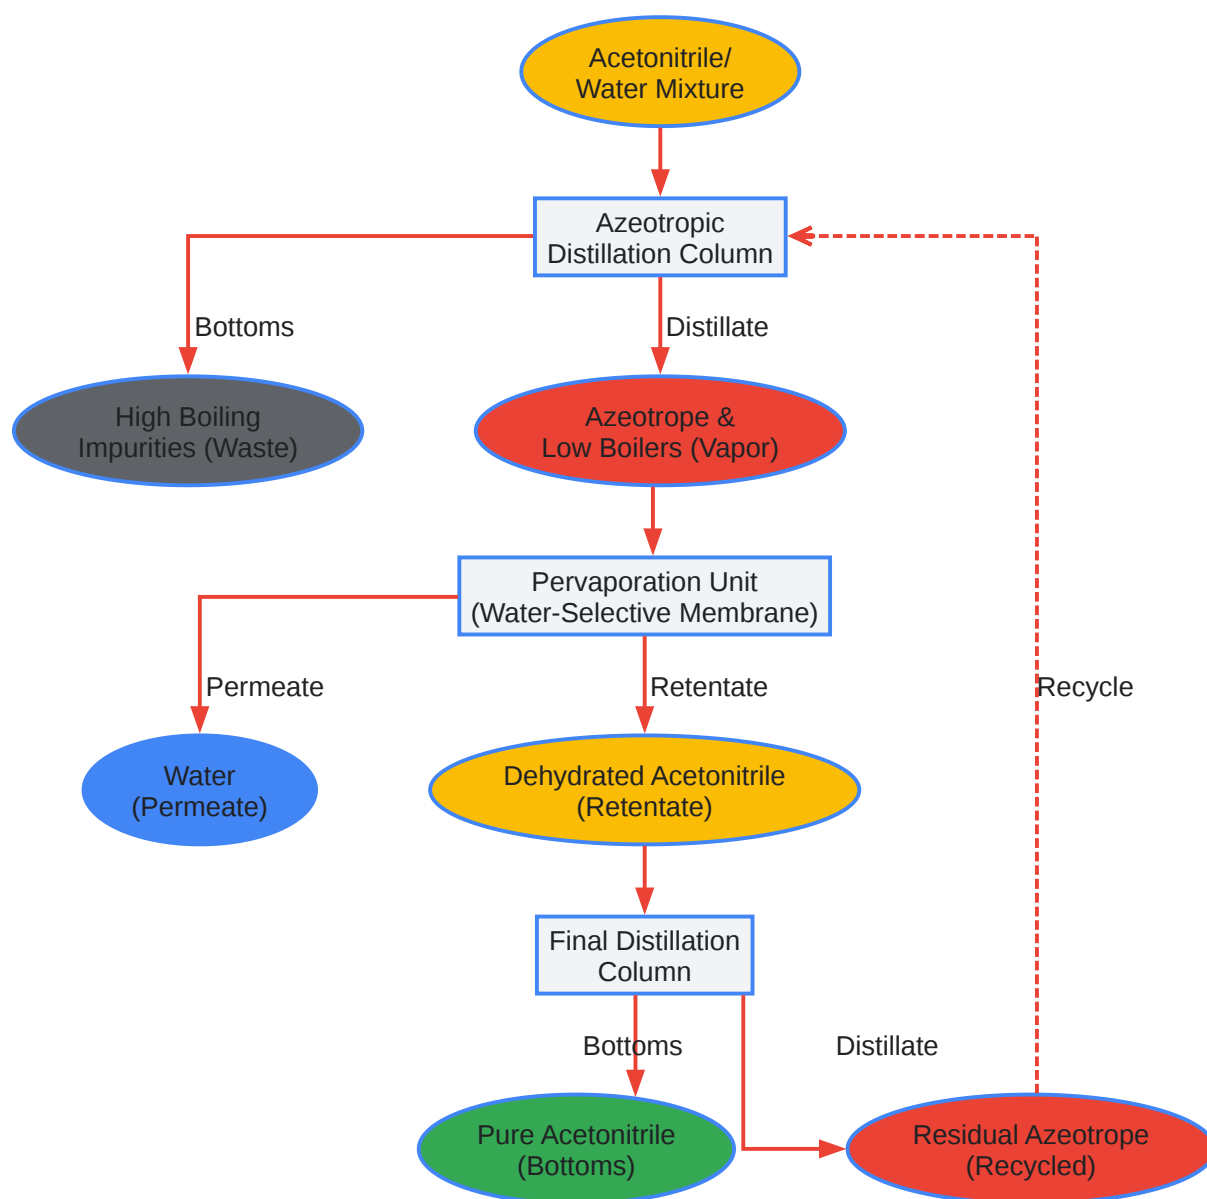 Acetonitrile/
Water Mixture
Azeotropic
Distillation Column
Bottoms
Distillate
High Boiling
Impurities (Waste)
Azeotrope &
Low Boilers (Vapor)
Pervaporation Unit
(Water-Selective Membrane)
Permeate
Retentate
Recycle
Water
(Permeate)
Dehydrated Acetonitrile
(Retentate)
Final Distillation
Column
Bottoms
Distillate
Pure Acetonitrile
(Bottoms)
Residual Azeotrope
(Recycled)